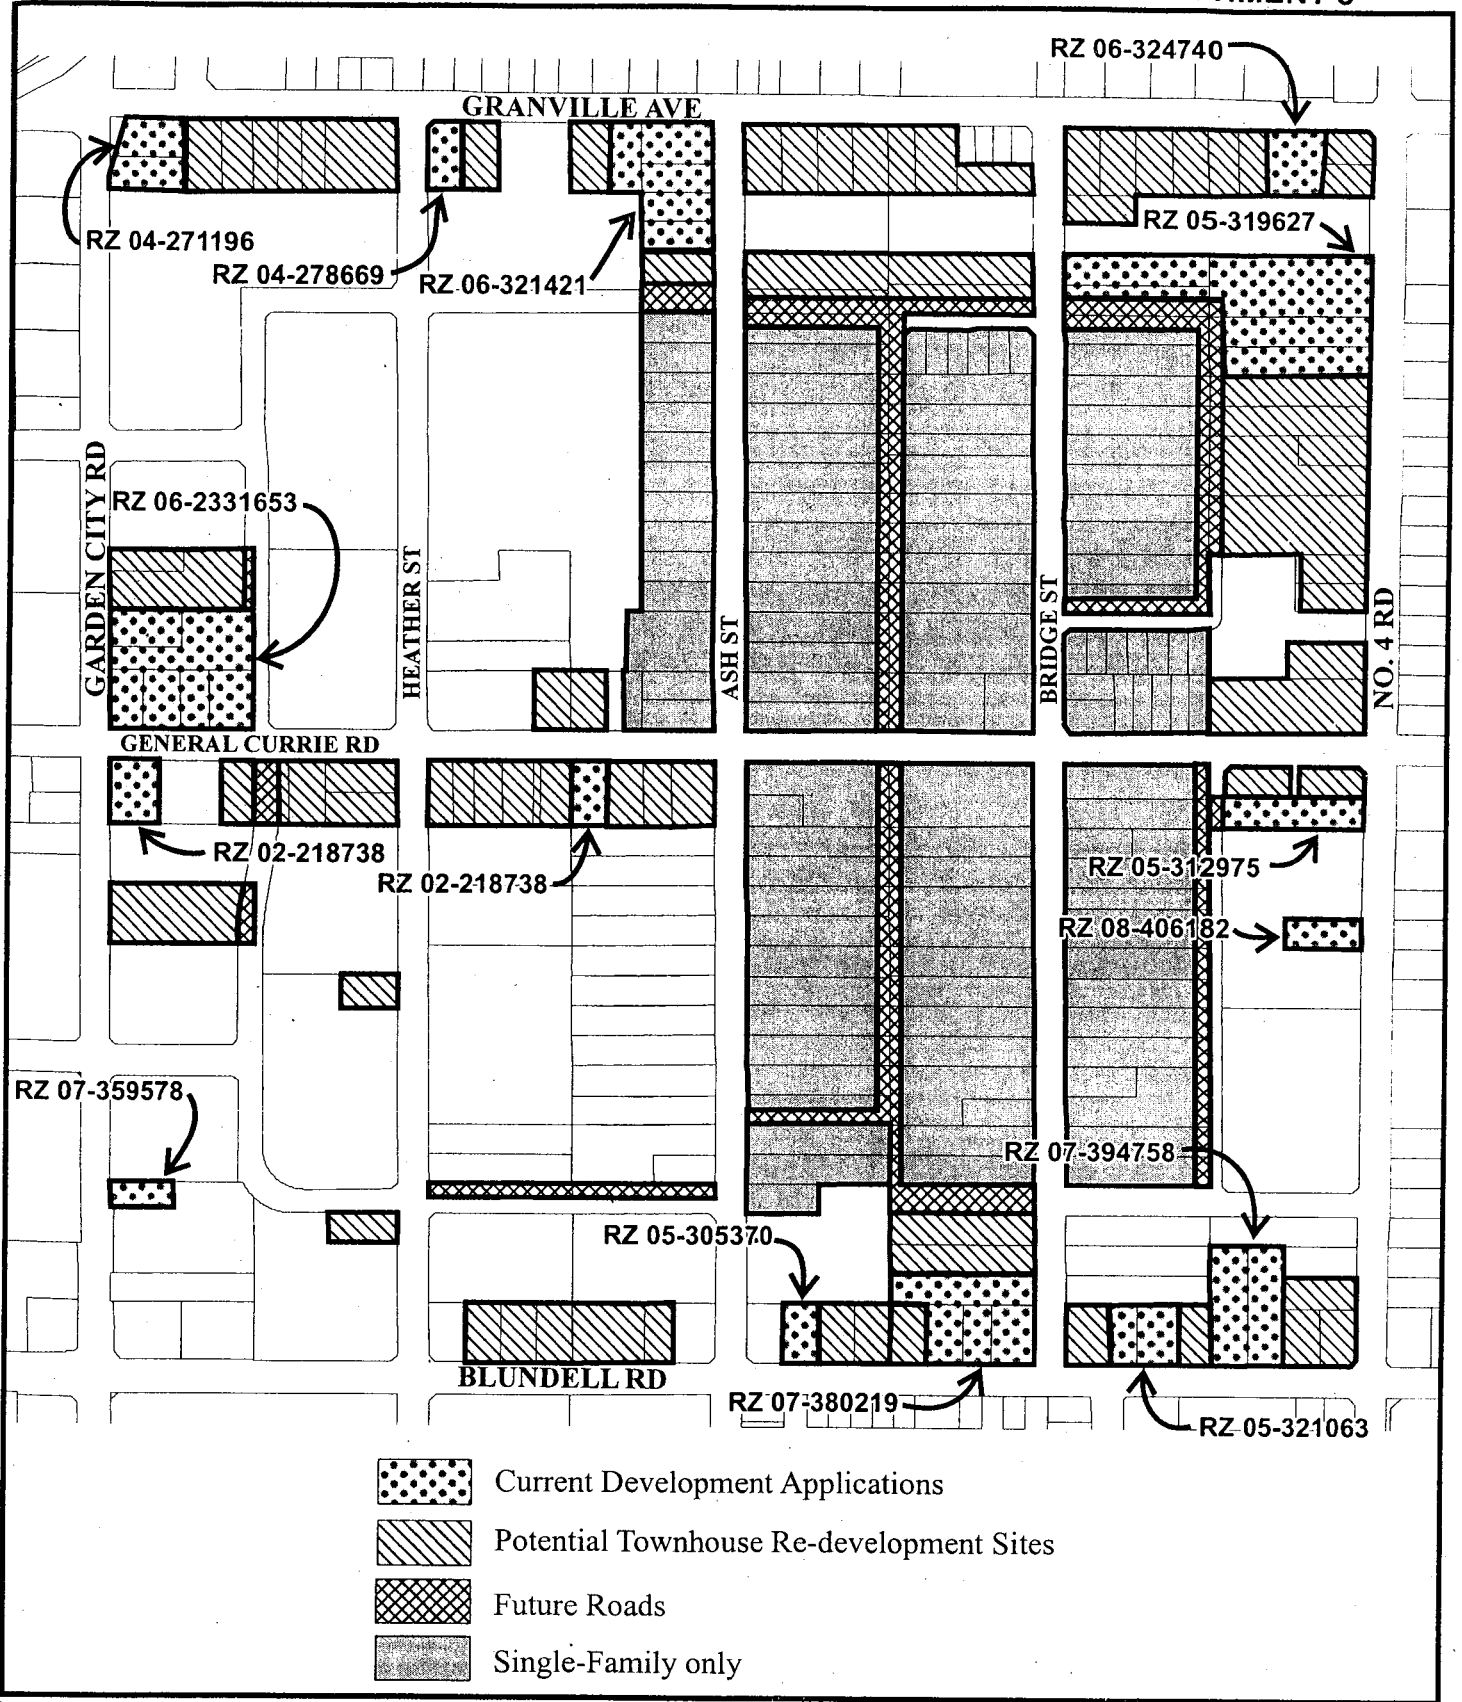 RZ 06-324740
GRANVILLE AVE
RZ 04-271196
RZ 04-278669
RZ 06-321421
RZ 05-319627
GARDEN CITY RD
RZ 06-2331653
HEATHER ST
ASH ST
BRIDGE ST
NO. 4 RD
GENERAL CURRIE RD
RZ 02-218738
RZ 02-218738
RZ 05-312975
RZ 08-406182
RZ 07-359578
RZ 07-394758
RZ 05-305370
BLUNDELL RD
RZ 07-380219
RZ 05-321063
Current Development Applications
Potential Townhouse Re-development Sites
Future Roads
Single-Family only